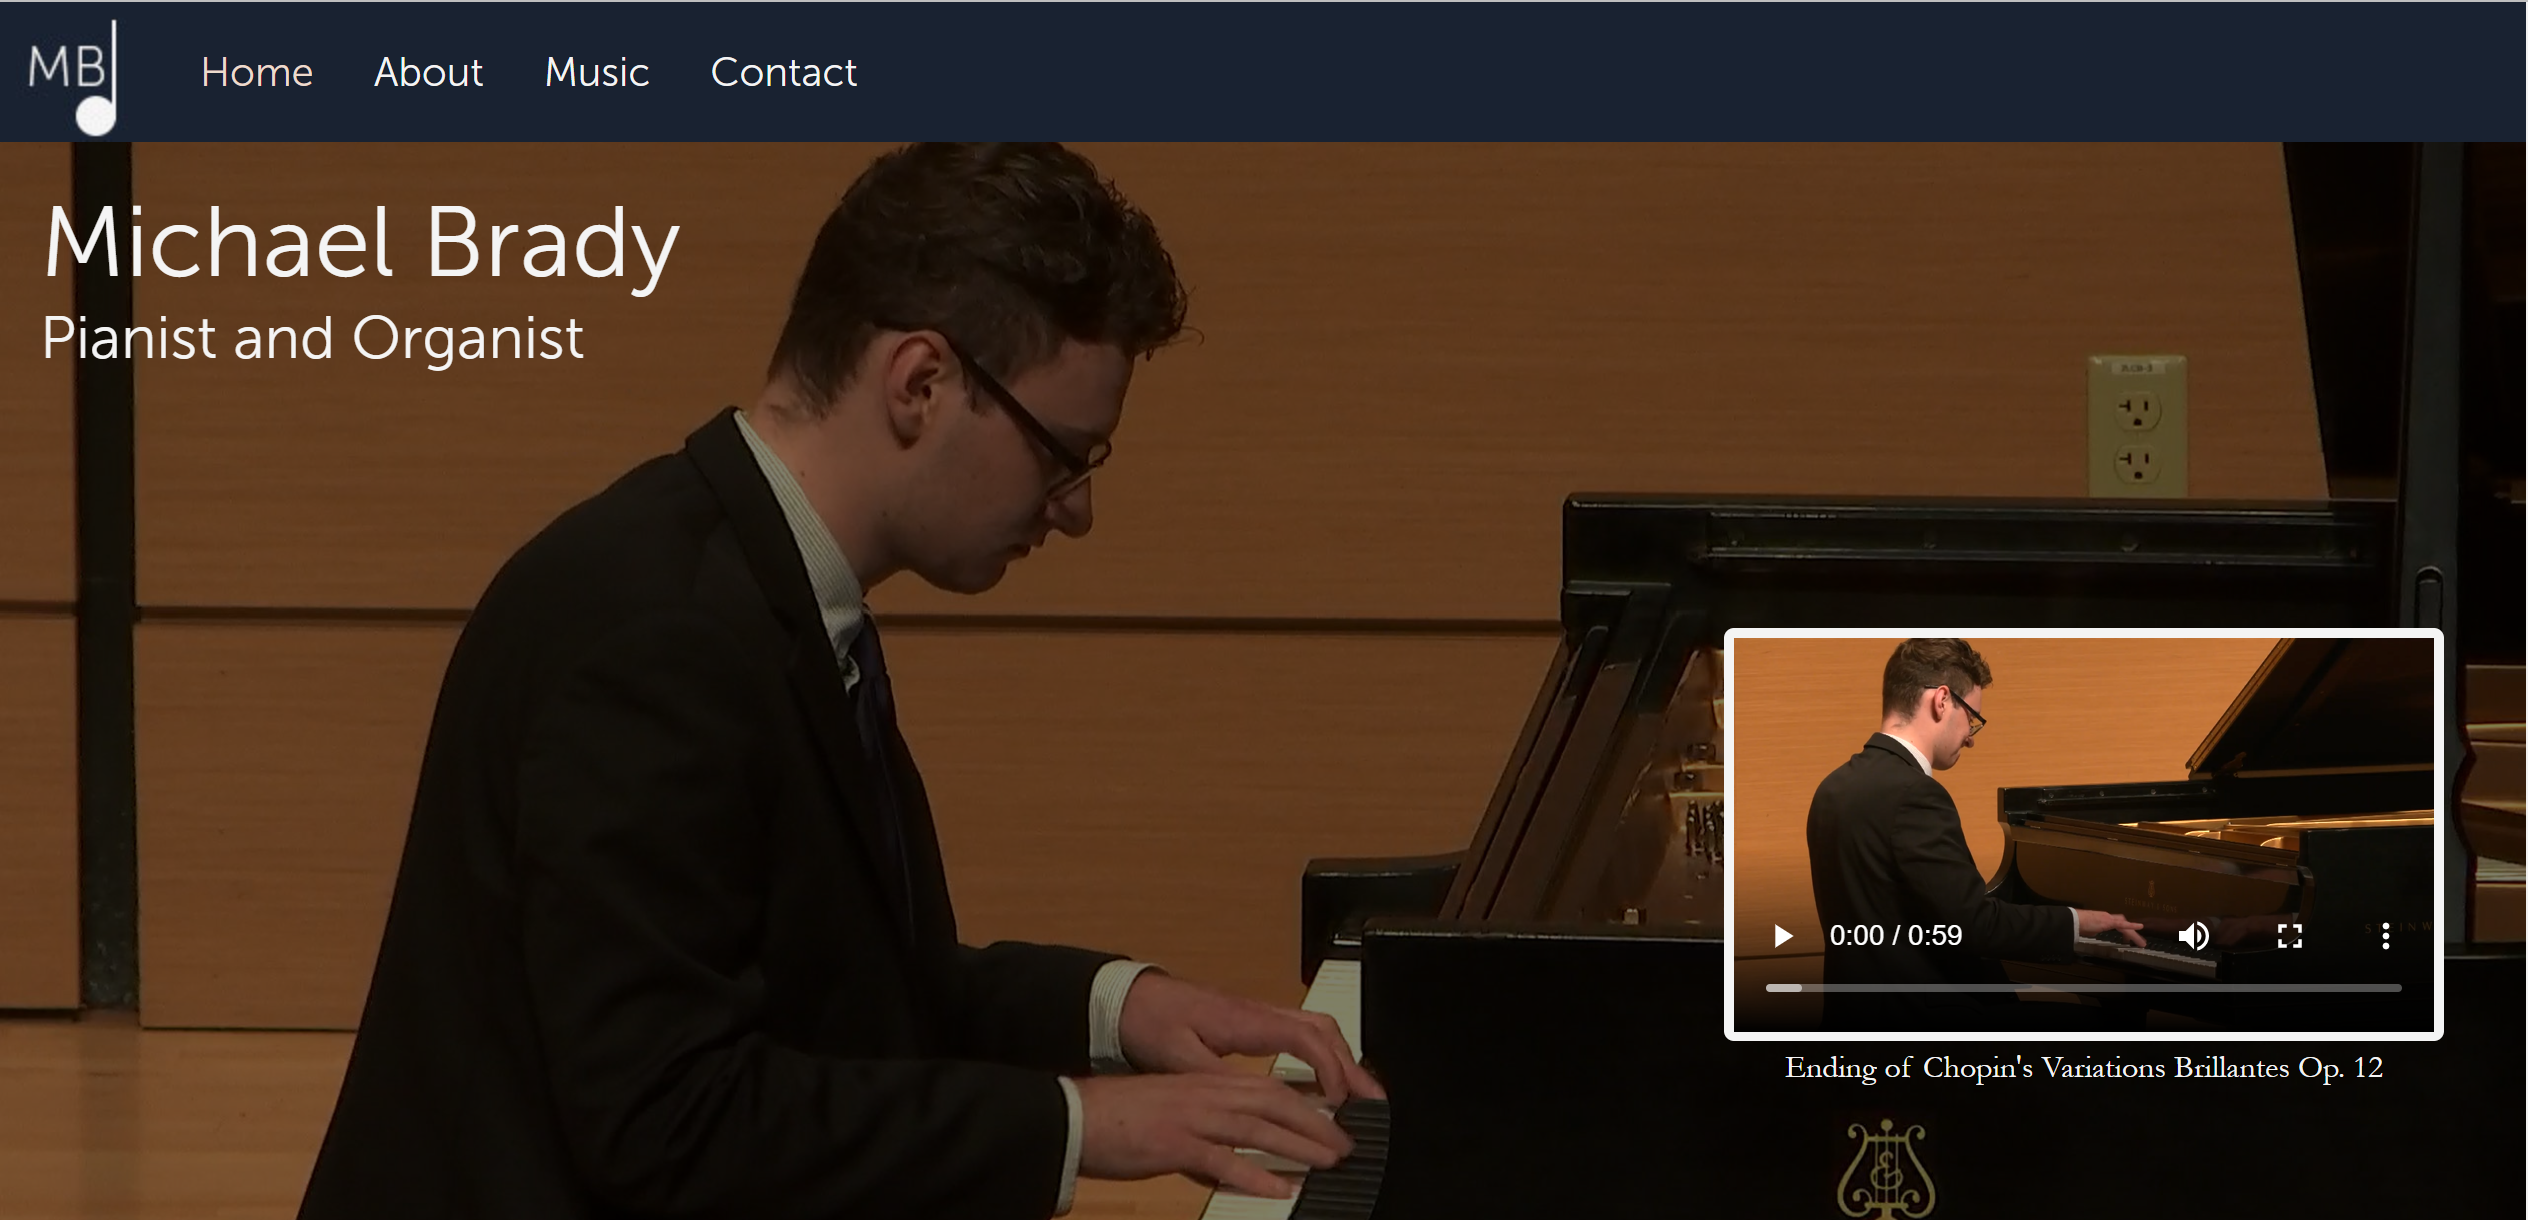 MB
Home About Music Contact
Michael Brady
Pianist and Organist
0:00 / 0:59
Ending of Chopin's Variations Brillantes Op. 12